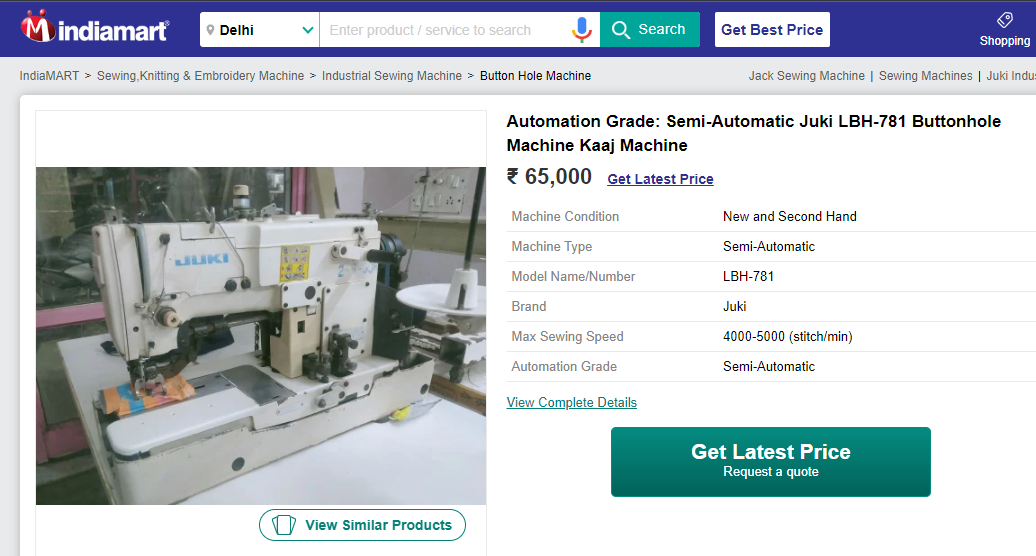 indiamart
Delhi
Enter product / service to search
Search
Get Best Price
Shopping
IndiaMART > Sewing,Knitting & Embroidery Machine > Industrial Sewing Machine > Button Hole Machine
Jack Sewing Machine | Sewing Machines | Juki Indus
Automation Grade: Semi-Automatic Juki LBH-781 Buttonhole
Machine Kaaj Machine
₹ 65,000 Get Latest Price
Machine Condition New and Second Hand
Machine Type Semi-Automatic
Model Name/Number LBH-781
Brand Juki
Max Sewing Speed 4000-5000 (stitch/min)
Automation Grade Semi-Automatic
View Complete Details
Get Latest Price
Request a quote
JUKI
View Similar Products